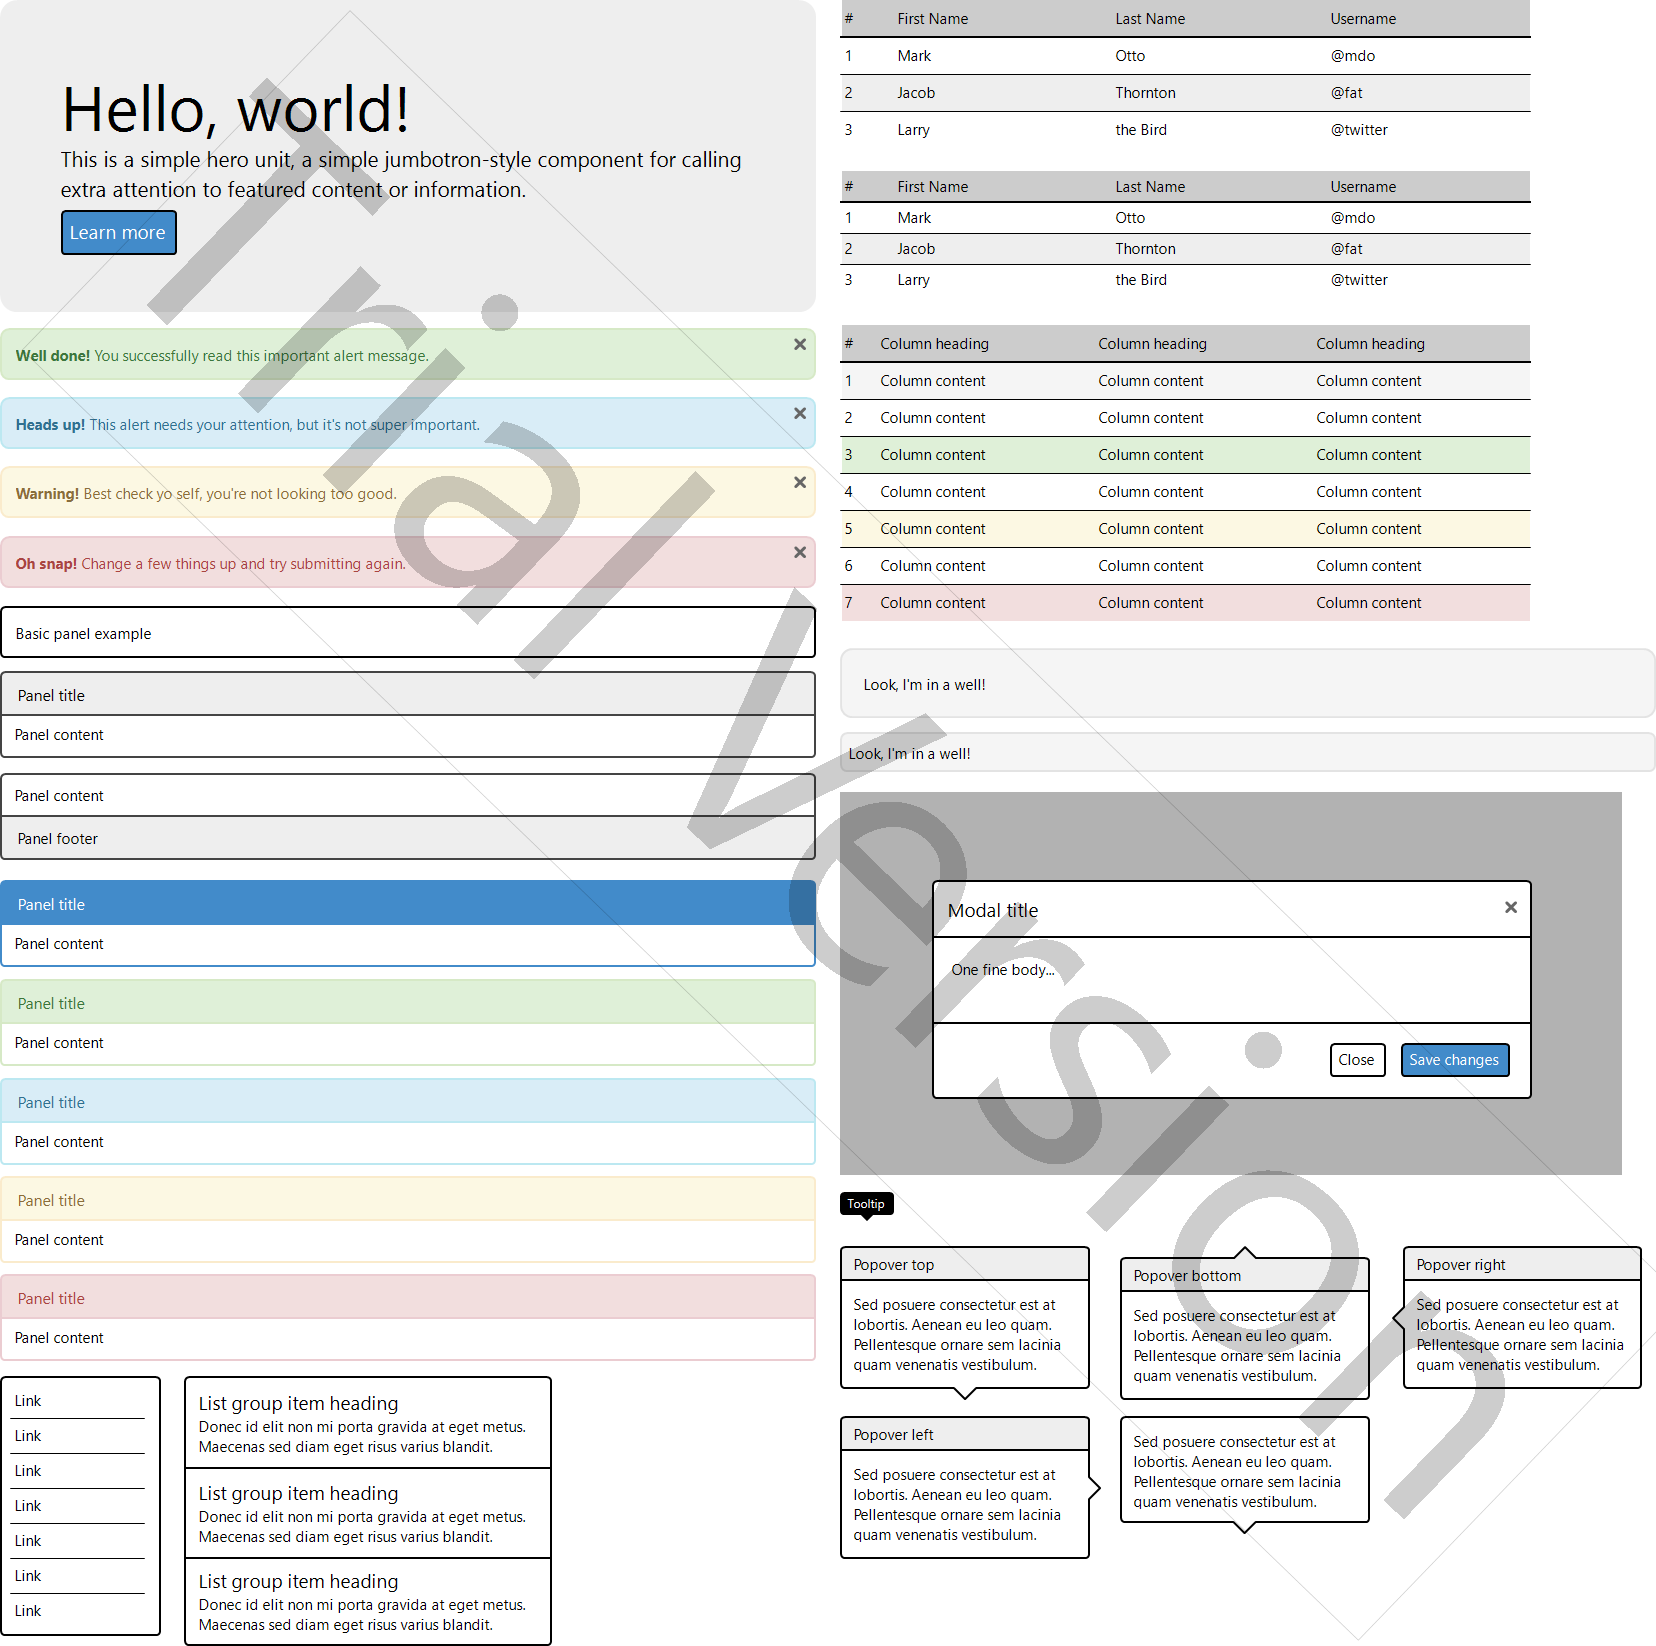 Hello, world!
This is a simple hero unit, a simple jumbotron-style component for calling
extra attention to featured content or information.
Learn more
Well done! You successfully read this important alert message.
Heads up! This alert needs your attention, but it's not super important.
Warning! Best check yo self, you're not looking too good.
Oh snap! Change a few things up and try submitting again.
Basic panel example
Panel title
Panel content
Panel content
Panel footer
Panel title
Panel content
Panel title
Panel content
Panel title
Panel content
Panel title
Panel content
Panel title
Panel content
Link
Link
Link
Link
Link
Link
Link
List group item heading
Donec id elit non mi porta gravida at eget metus.
Maecenas sed diam eget risus varius blandit.
List group item heading
Donec id elit non mi porta gravida at eget metus.
Maecenas sed diam eget risus varius blandit.
List group item heading
Donec id elit non mi porta gravida at eget metus.
Maecenas sed diam eget risus varius blandit.
# First Name Last Name Username
1 Mark Otto @mdo
2 Jacob Thornton @fat
3 Larry the Bird @twitter
# First Name Last Name Username
1 Mark Otto @mdo
2 Jacob Thornton @fat
3 Larry the Bird @twitter
# Column heading Column heading Column heading
1 Column content Column content Column content
2 Column content Column content Column content
3 Column content Column content Column content
4 Column content Column content Column content
5 Column content Column content Column content
6 Column content Column content Column content
7 Column content Column content Column content
Look, I'm in a well!
Look, I'm in a well!
Modal title
One fine body...
Close Save changes
Tooltip
Popover top
Sed posuere consectetur est at
lobortis. Aenean eu leo quam.
Pellentesque ornare sem lacinia
quam venenatis vestibulum.
Popover bottom
Sed posuere consectetur est at
lobortis. Aenean eu leo quam.
Pellentesque ornare sem lacinia
quam venenatis vestibulum.
Popover right
Sed posuere consectetur est at
lobortis. Aenean eu leo quam.
Pellentesque ornare sem lacinia
quam venenatis vestibulum.
Popover left
Sed posuere consectetur est at
lobortis. Aenean eu leo quam.
Pellentesque ornare sem lacinia
quam venenatis vestibulum.
Sed posuere consectetur est at
lobortis. Aenean eu leo quam.
Pellentesque ornare sem lacinia
quam venenatis vestibulum.
Trial Version